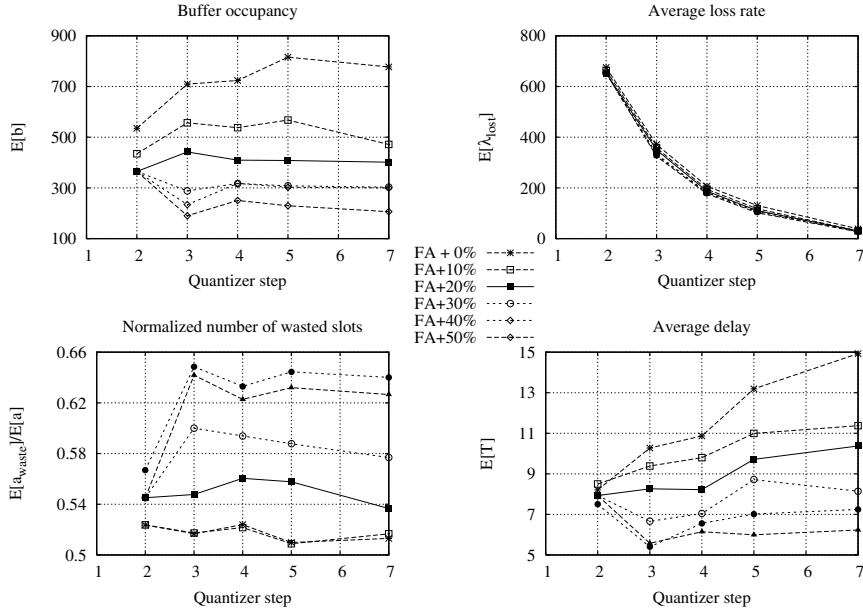 Buffer occupancy
900
700
500
300
100
E[b]
1 2 3 4 5 6 7
Quantizer step
Average loss rate
800
600
400
200
0
E[λlost]
1 2 3 4 5 6 7
Quantizer step
FA + 0%
FA+10%
FA+20%
FA+30%
FA+40%
FA+50%
Normalized number of wasted slots
0.66
0.62
0.58
0.54
0.5
E[awaste]/E[a]
1 2 3 4 5 6 7
Quantizer step
Average delay
15
13
11
9
7
5
E[T]
1 2 3 4 5 6 7
Quantizer step